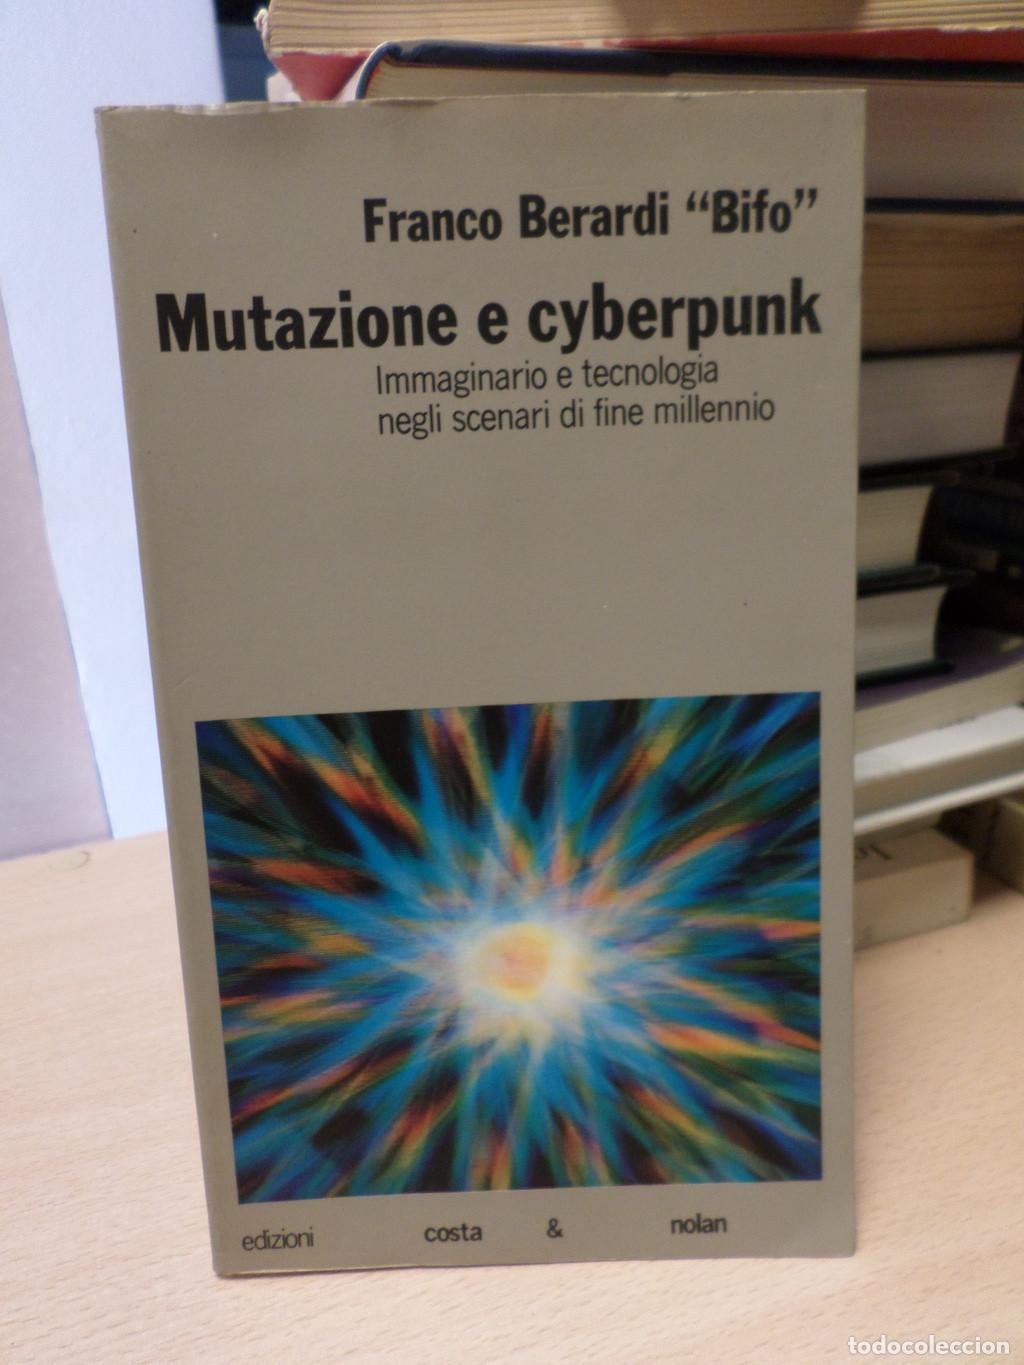 Franco Berardi “Bifo”
Mutazione e cyberpunk
Immaginario e tecnologia
negli scenari di fine millennio
edizioni costa & nolan
todocoleccion